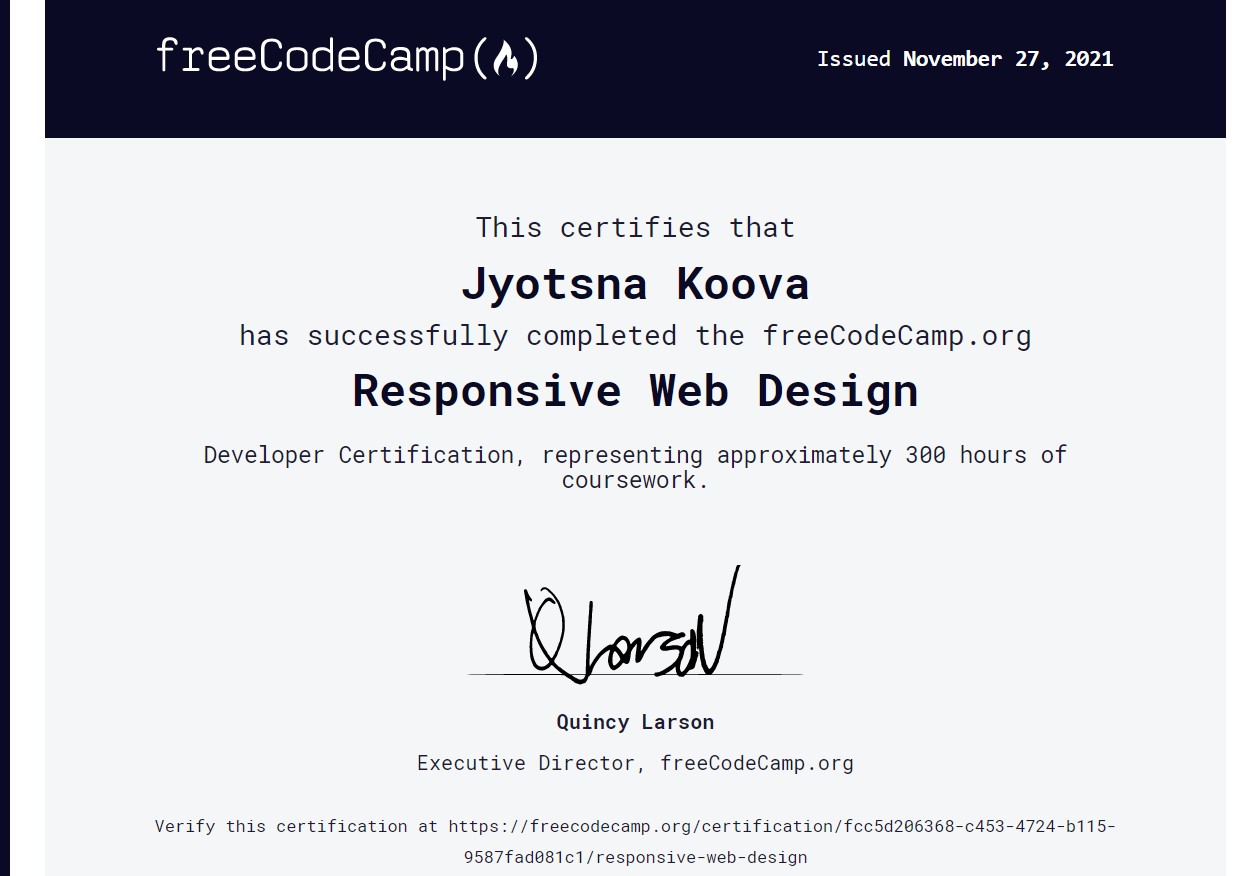 freeCodeCamp(🔥)
Issued November 27, 2021
This certifies that
Jyotsna Koova
has successfully completed the freeCodeCamp.org
Responsive Web Design
Developer Certification, representing approximately 300 hours of
coursework.
Q Larson
Quincy Larson
Executive Director, freeCodeCamp.org
Verify this certification at https://freecodecamp.org/certification/fcc5d206368-c453-4724-b115-
9587fad081c1/responsive-web-design